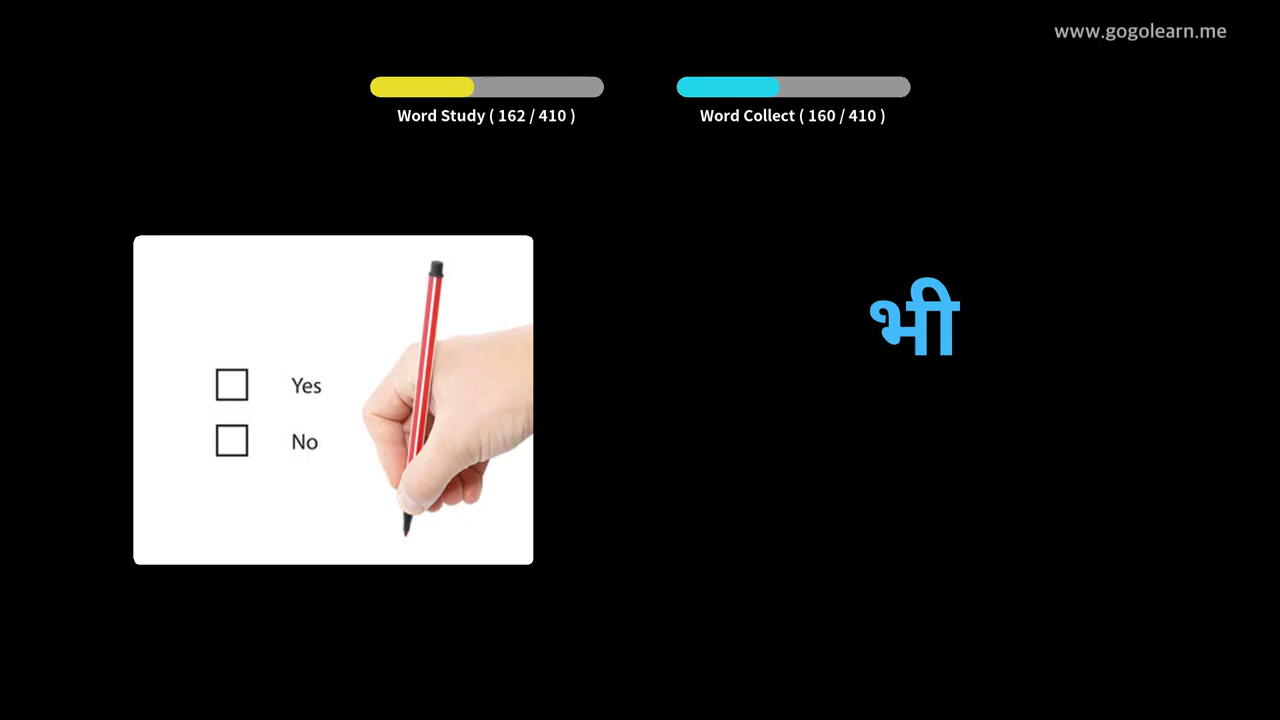 www.gogolearn.me
Word Study ( 162 / 410 )
Word Collect ( 160 / 410 )
भी
Yes
No